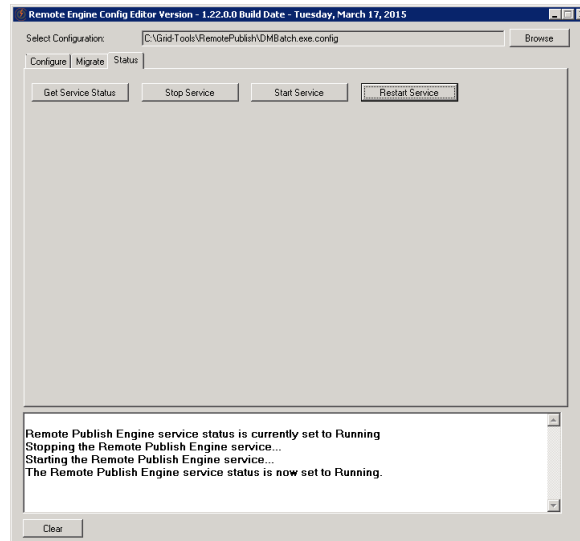 Remote Engine Config Editor Version - 1.22.0.0 Build Date - Tuesday, March 17, 2015
Select Configuration: C:\Grid-Tools\RemotePublish\DMBatch.exe.config Browse
Configure Migrate Status
Get Service Status Stop Service Start Service Restart Service
Remote Publish Engine service status is currently set to Running
Stopping the Remote Publish Engine service...
Starting the Remote Publish Engine service...
The Remote Publish Engine service status is now set to Running.
Clear